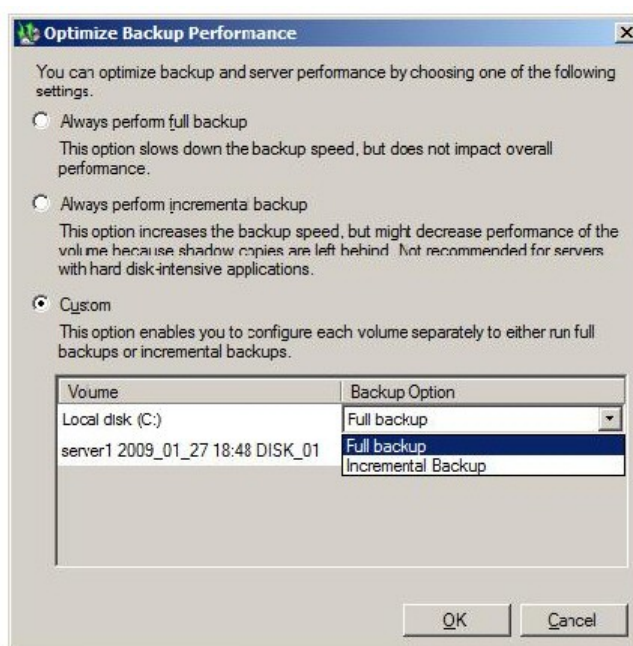 Optimize Backup Performance
You can optimize backup and server performance by choosing one of the following
settings.
Always perform full backup
This option slows down the backup speed, but does not impact overall
performance.
Always perform incremental backup
This option increases the backup speed, but might decrease performance of the
volume because shadow copies are left behind. Not recommended for servers
with hard disk-intensive applications.
Custom
This option enables you to configure each volume separately to either run full
backups or incremental backups.
Volume Backup Option
Local disk (C:) Full backup
server1 2009_01_27 18:48 DISK_01 Full backup
Incremental Backup
OK Cancel